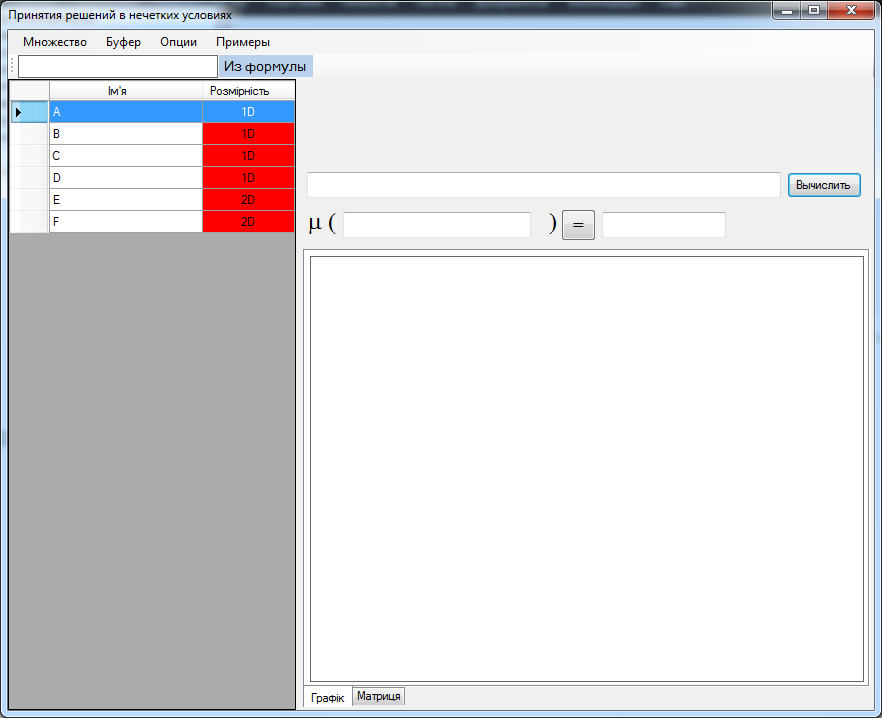 Принятия решений в нечетких условиях
Множество Буфер Опции Примеры
Из формулы
Ім'я Розмірність
A 1D
B 1D
C 1D
D 1D
E 2D
F 2D
Вычислить
μ ( ) =
Графік Матриця